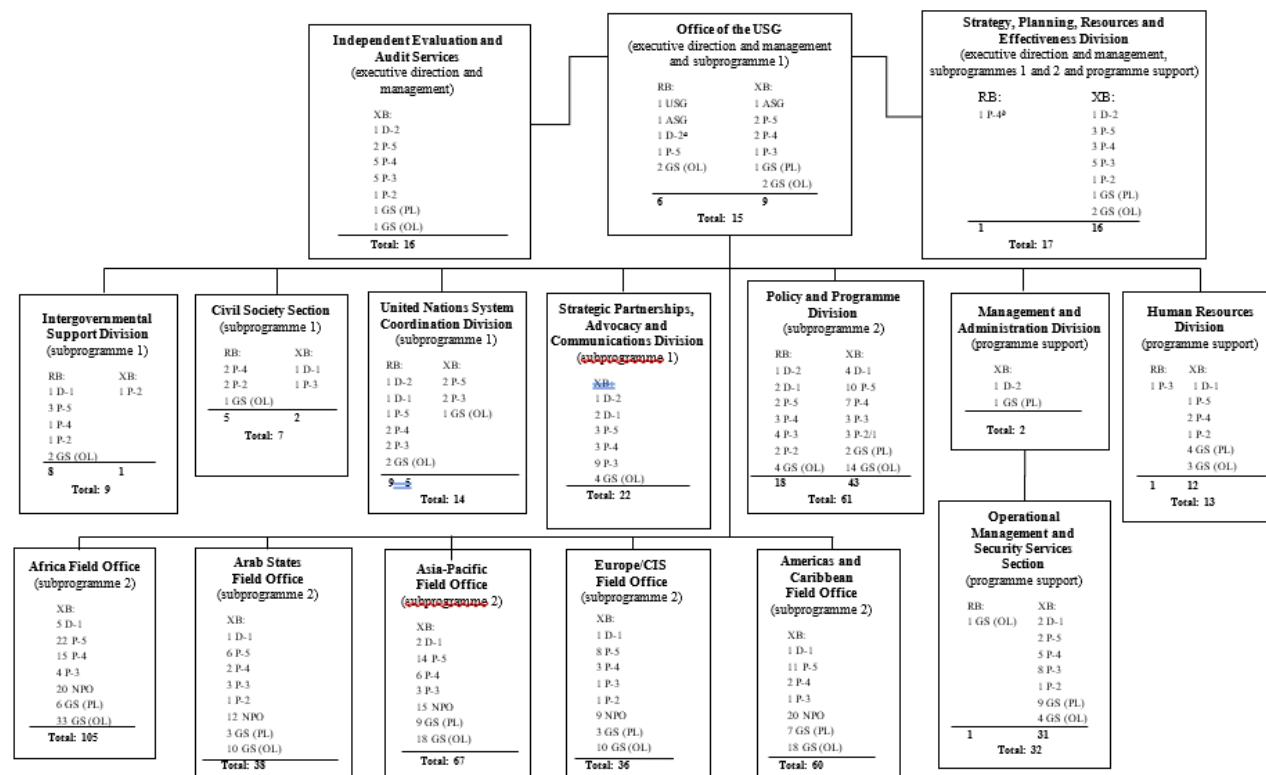 Independent Evaluation and
Audit Services
(executive direction and
management)
XB:
1 D-2
2 P-5
5 P-4
5 P-3
1 P-2
1 GS (PL)
1 GS (OL)
Total: 16
Office of the USG
(executive direction and management
and subprogramme 1)
RB: XB:
1 USG 1 ASG
1 ASG 2 P-5
1 D-2ª 2 P-4
1 P-5 1 P-3
2 GS (OL) 1 GS (PL)
2 GS (OL)
6 9
Total: 15
Strategy, Planning, Resources and
Effectiveness Division
(executive direction and management,
subprogrammes 1 and 2 and programme support)
RB: XB:
1 P-4ᵇ 1 D-2
3 P-5
3 P-4
5 P-3
1 P-2
1 GS (PL)
2 GS (OL)
1 16
Total: 17
Intergovernmental
Support Division
(subprogramme 1)
RB: XB:
1 D-1 1 P-2
3 P-5
1 P-4
1 P-2
2 GS (OL)
8 1
Total: 9
Civil Society Section
(subprogramme 1)
RB: XB:
2 P-4 1 D-1
2 P-2 1 P-3
1 GS (OL)
5 2
Total: 7
United Nations System
Coordination Division
(subprogramme 1)
RB: XB:
1 D-2 2 P-5
1 D-1 2 P-3
1 P-5 1 GS (OL)
2 P-4
2 P-3
2 GS (OL)
9 5
Total: 14
Strategic Partnerships,
Advocacy and
Communications Division
(subprogramme 1)
XB:
1 D-2
2 D-1
3 P-5
3 P-4
9 P-3
4 GS (OL)
Total: 22
Policy and Programme
Division
(subprogramme 2)
RB: XB:
1 D-2 4 D-1
2 D-1 10 P-5
2 P-5 7 P-4
3 P-4 3 P-3
4 P-3 3 P-2/1
2 P-2 2 GS (PL)
4 GS (OL) 14 GS (OL)
18 43
Total: 61
Management and
Administration Division
(programme support)
XB:
1 D-2
1 GS (PL)
Total: 2
Human Resources
Division
(programme support)
RB: XB:
1 P-3 1 D-1
1 P-5
2 P-4
1 P-2
4 GS (PL)
3 GS (OL)
1 12
Total: 13
Operational
Management and
Security Services
Section
(programme support)
RB: XB:
1 GS (OL) 2 D-1
2 P-5
5 P-4
8 P-3
1 P-2
9 GS (PL)
4 GS (OL)
1 31
Total: 32
Africa Field Office
(subprogramme 2)
XB:
5 D-1
22 P-5
15 P-4
4 P-3
20 NPO
6 GS (PL)
33 GS (OL)
Total: 105
Arab States
Field Office
(subprogramme 2)
XB:
1 D-1
6 P-5
2 P-4
3 P-3
1 P-2
12 NPO
3 GS (PL)
10 GS (OL)
Total: 38
Asia-Pacific
Field Office
(subprogramme 2)
XB:
2 D-1
14 P-5
6 P-4
3 P-3
15 NPO
9 GS (PL)
18 GS (OL)
Total: 67
Europe/CIS
Field Office
(subprogramme 2)
XB:
1 D-1
8 P-5
3 P-4
1 P-3
1 P-2
9 NPO
3 GS (PL)
10 GS (OL)
Total: 36
Americas and
Caribbean
Field Office
(subprogramme 2)
XB:
1 D-1
11 P-5
2 P-4
1 P-3
20 NPO
7 GS (PL)
18 GS (OL)
Total: 60